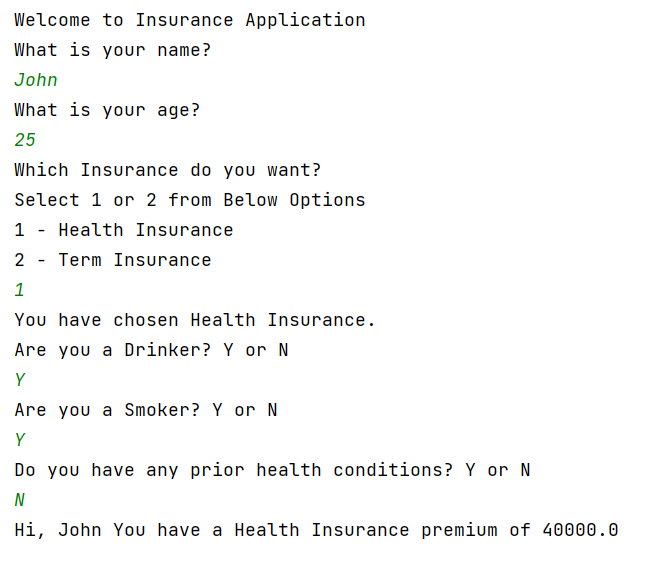 Welcome to Insurance Application
What is your name?
John
What is your age?
25
Which Insurance do you want?
Select 1 or 2 from Below Options
1 - Health Insurance
2 - Term Insurance
1
You have chosen Health Insurance.
Are you a Drinker? Y or N
Y
Are you a Smoker? Y or N
Y
Do you have any prior health conditions? Y or N
N
Hi, John You have a Health Insurance premium of 40000.0